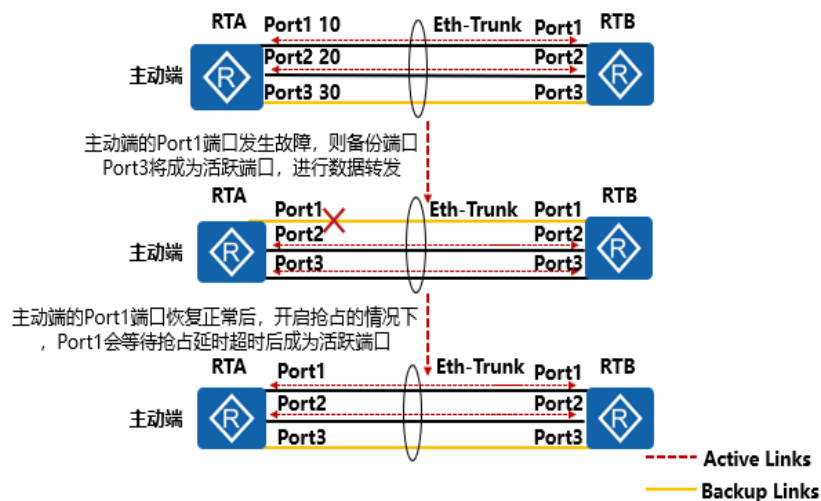 RTA Port1 10 Eth-Trunk Port1 RTB
Port2 20 Port2
主动端 R R
Port3 30 Port3
主动端的Port1端口发生故障，则备份端口
Port3将成为活跃端口，进行数据转发
RTA Port1 Eth-Trunk Port1 RTB
Port2 Port2
主动端 R R
Port3 Port3
主动端的Port1端口恢复正常后，开启抢占的情况下
，Port1会等待抢占延时超时后成为活跃端口
RTA Port1 Eth-Trunk Port1 RTB
Port2 Port2
主动端 R R
Port3 Port3
Active Links
Backup Links